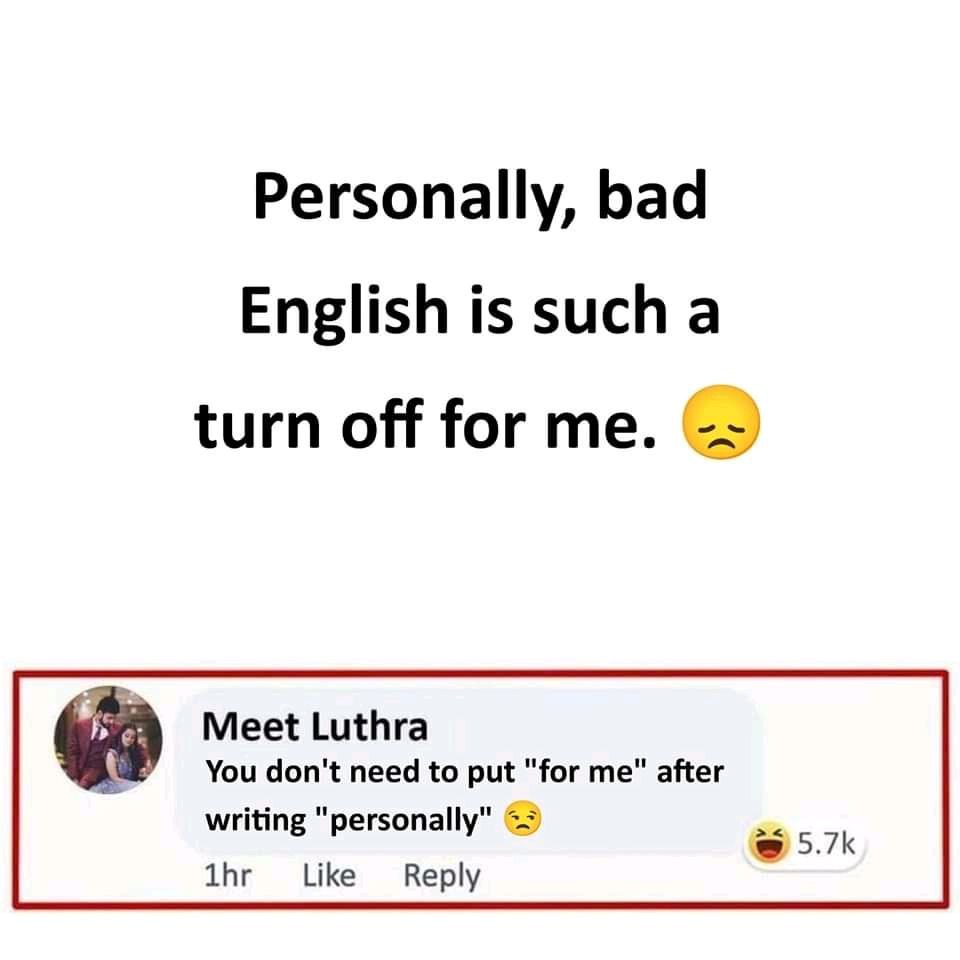 Personally, bad
English is such a
turn off for me. 😞
Meet Luthra
You don't need to put "for me" after
writing "personally" 😒
5.7k
1hr Like Reply